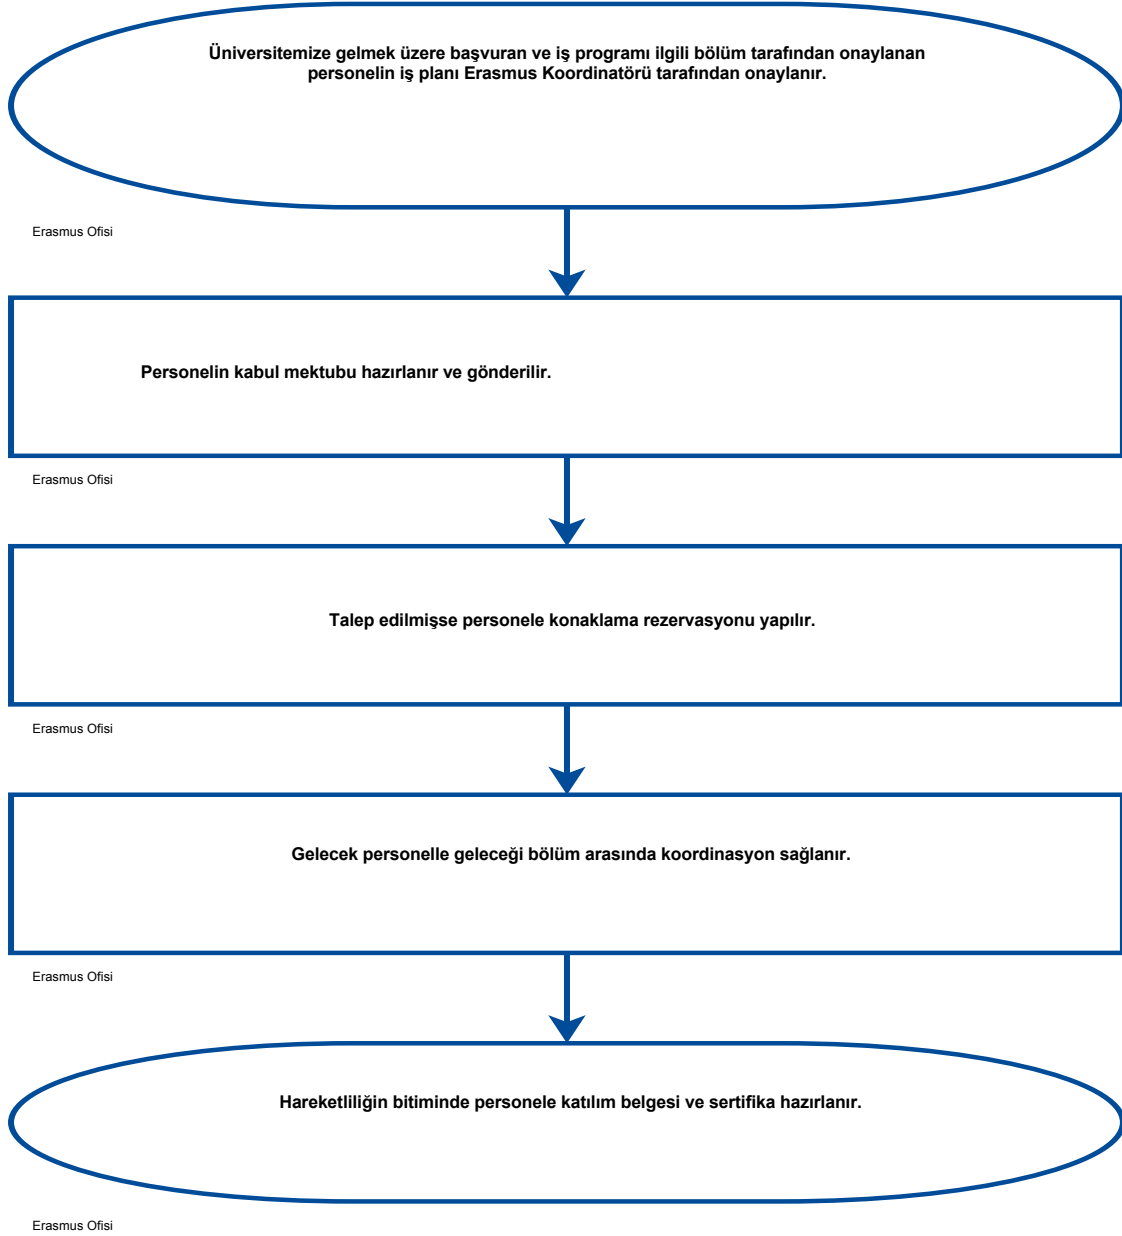 Üniversitemize gelmek üzere başvuran ve iş programı ilgili bölüm tarafından onaylanan
personelin iş planı Erasmus Koordinatörü tarafından onaylanır.
Erasmus Ofisi
Personelin kabul mektubu hazırlanır ve gönderilir.
Erasmus Ofisi
Talep edilmişse personele konaklama rezervasyonu yapılır.
Erasmus Ofisi
Gelecek personelle geleceği bölüm arasında koordinasyon sağlanır.
Erasmus Ofisi
Hareketliliğin bitiminde personele katılım belgesi ve sertifika hazırlanır.
Erasmus Ofisi